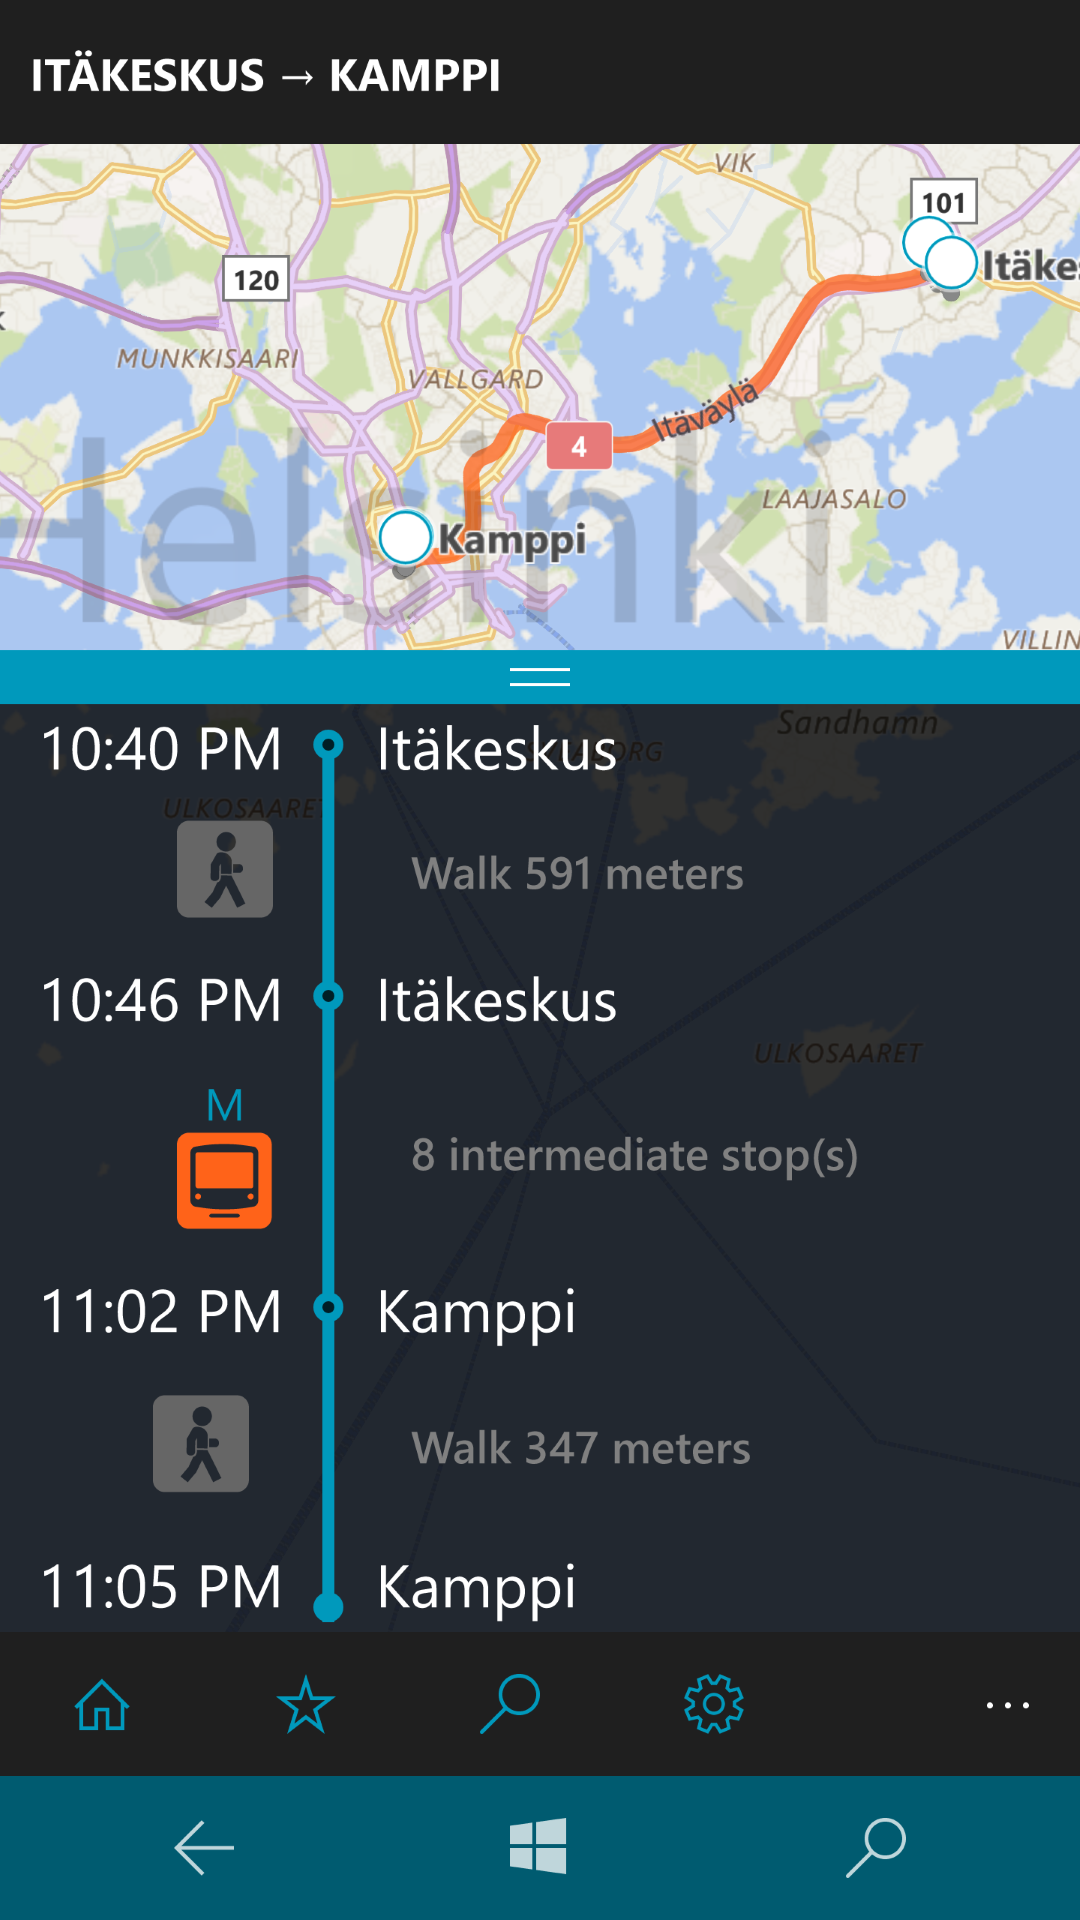 ITÄKESKUS → KAMPPI
VIK
101
Itäkes
120
MUNKKISAARI
VALLGARD
Itäväylä
4
LAAJASALO
Helsinki
Kamppi
VILLIN
Sandhamn
10:40 PM Itäkeskus
ULKOSAARET
Walk 591 meters
10:46 PM Itäkeskus
ULKOSAARET
M
8 intermediate stop(s)
11:02 PM Kamppi
Walk 347 meters
11:05 PM Kamppi